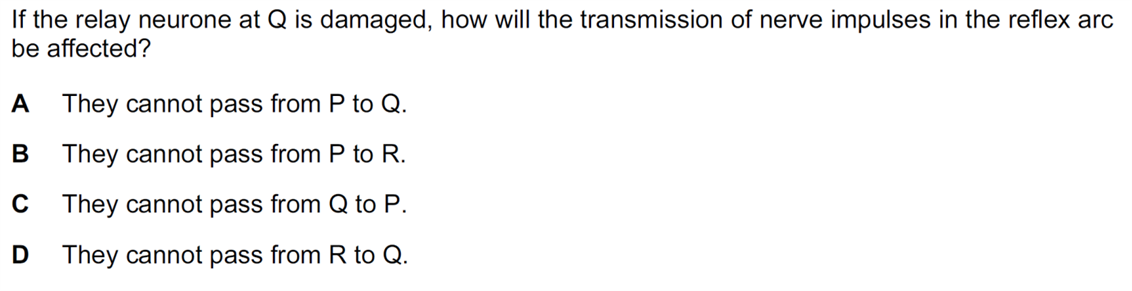 If the relay neurone at Q is damaged, how will the transmission of nerve impulses in the reflex arc
be affected?
A They cannot pass from P to Q.
B They cannot pass from P to R.
C They cannot pass from Q to P.
D They cannot pass from R to Q.